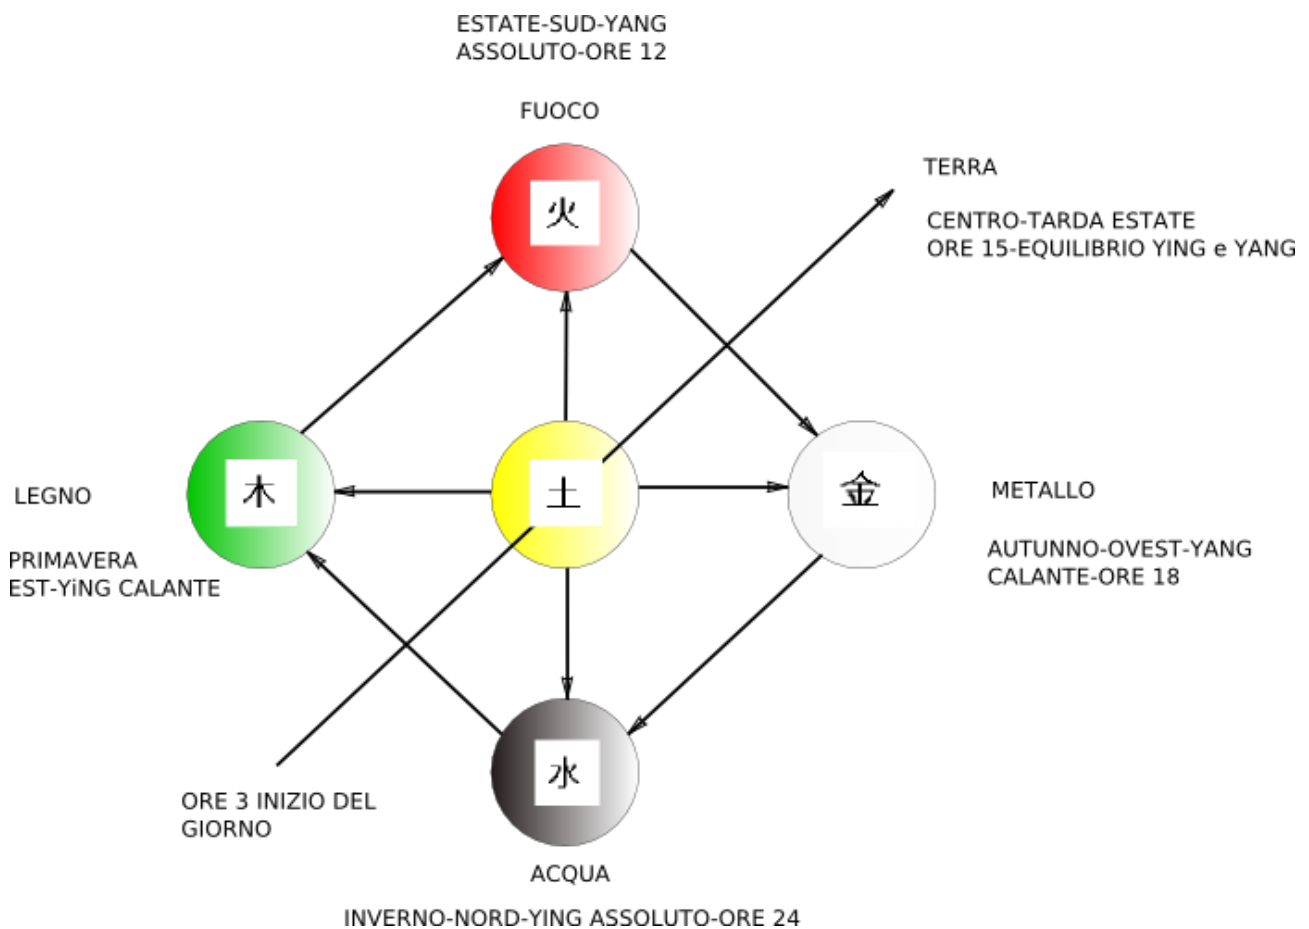 ESTATE-SUD-YANG
ASSOLUTO-ORE 12
FUOCO
火
TERRA
CENTRO-TARDA ESTATE
ORE 15-EQUILIBRIO YING e YANG
LEGNO
木
土
金
METALLO
PRIMAVERA
EST-YiNG CALANTE
AUTUNNO-OVEST-YANG
CALANTE-ORE 18
水
ORE 3 INIZIO DEL
GIORNO
ACQUA
INVERNO-NORD-YING ASSOLUTO-ORE 24